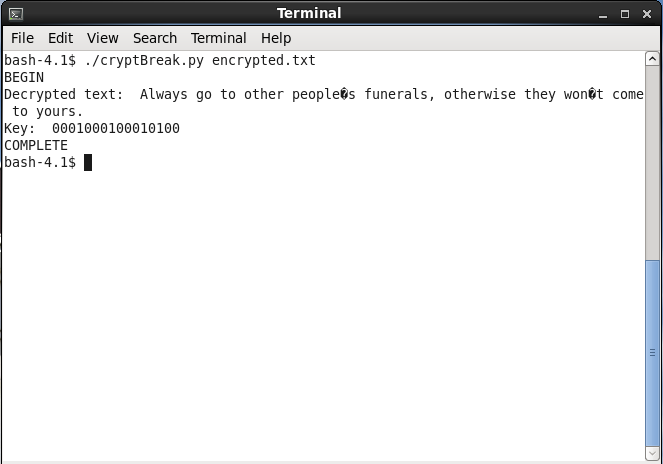 Terminal
File Edit View Search Terminal Help
bash-4.1$ ./cryptBreak.py encrypted.txt
BEGIN
Decrypted text:  Always go to other people�s funerals, otherwise they won�t come
 to yours.
Key:  0001000100010100
COMPLETE
bash-4.1$